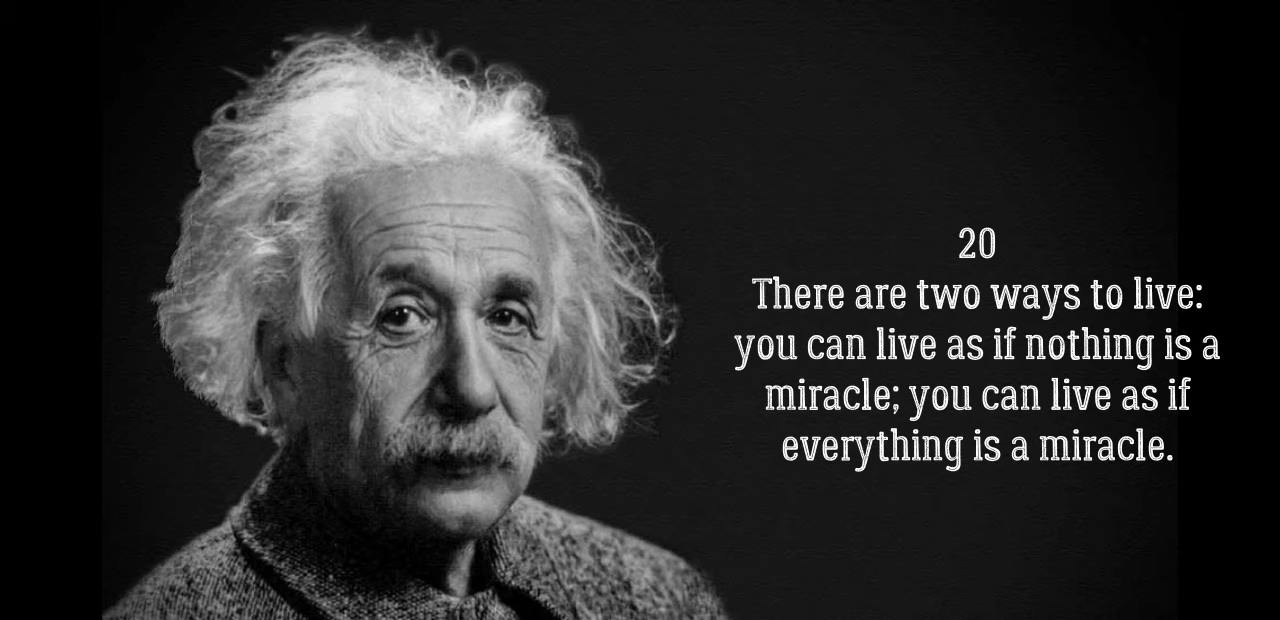 20
There are two ways to live:
you can live as if nothing is a
miracle; you can live as if
everything is a miracle.